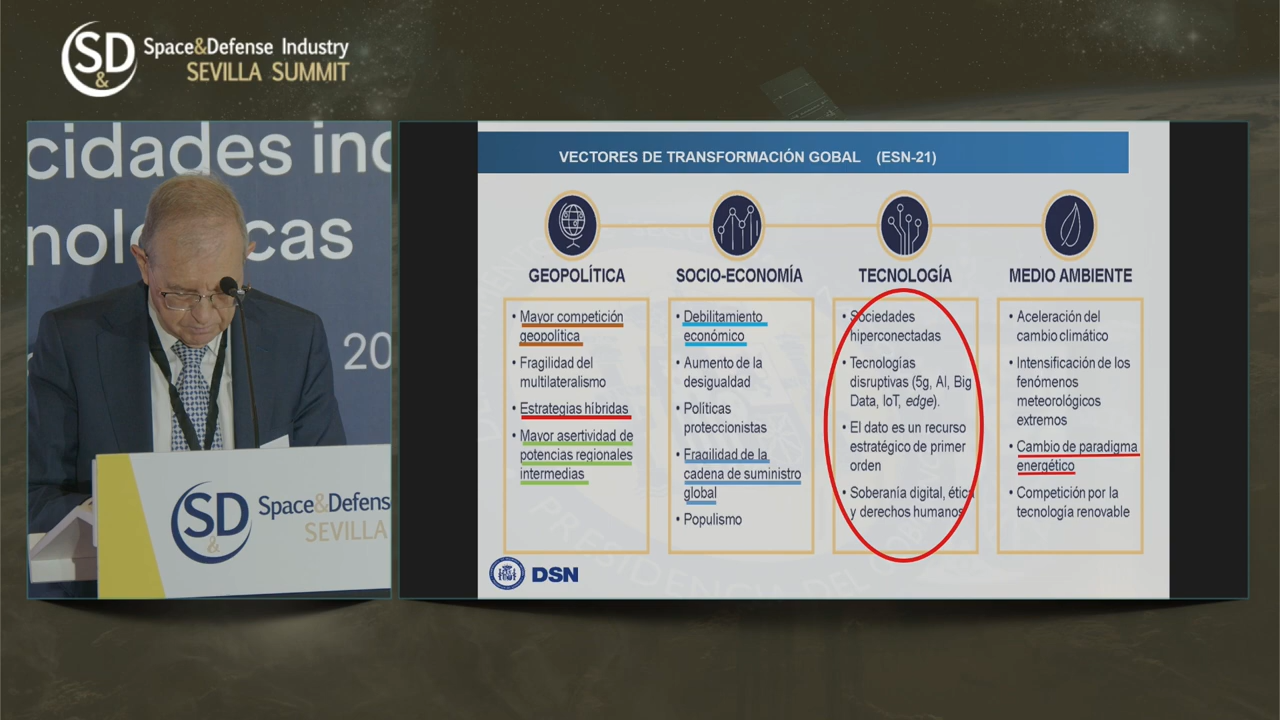 S&D Space&Defense Industry
SEVILLA SUMMIT
cidades inc
nológicas
20
S&D Space&Defens
SEVILLA
VECTORES DE TRANSFORMACIÓN GOBAL (ESN-21)
GEOPOLÍTICA
• Mayor competición
geopolítica
• Fragilidad del
multilateralismo
• Estrategias híbridas
• Mayor asertividad de
potencias regionales
intermedias
SOCIO-ECONOMÍA
• Debilitamiento
económico
• Aumento de la
desigualdad
• Políticas
proteccionistas
• Fragilidad de la
cadena de suministro
global
• Populismo
TECNOLOGÍA
• Sociedades
hiperconectadas
• Tecnologías
disruptivas (5g, AI, Big
Data, IoT, edge).
• El dato es un recurso
estratégico de primer
orden
• Soberanía digital, ética
y derechos humanos
MEDIO AMBIENTE
• Aceleración del
cambio climático
• Intensificación de los
fenómenos
meteorológicos
extremos
• Cambio de paradigma
energético
• Competición por la
tecnología renovable
DSN